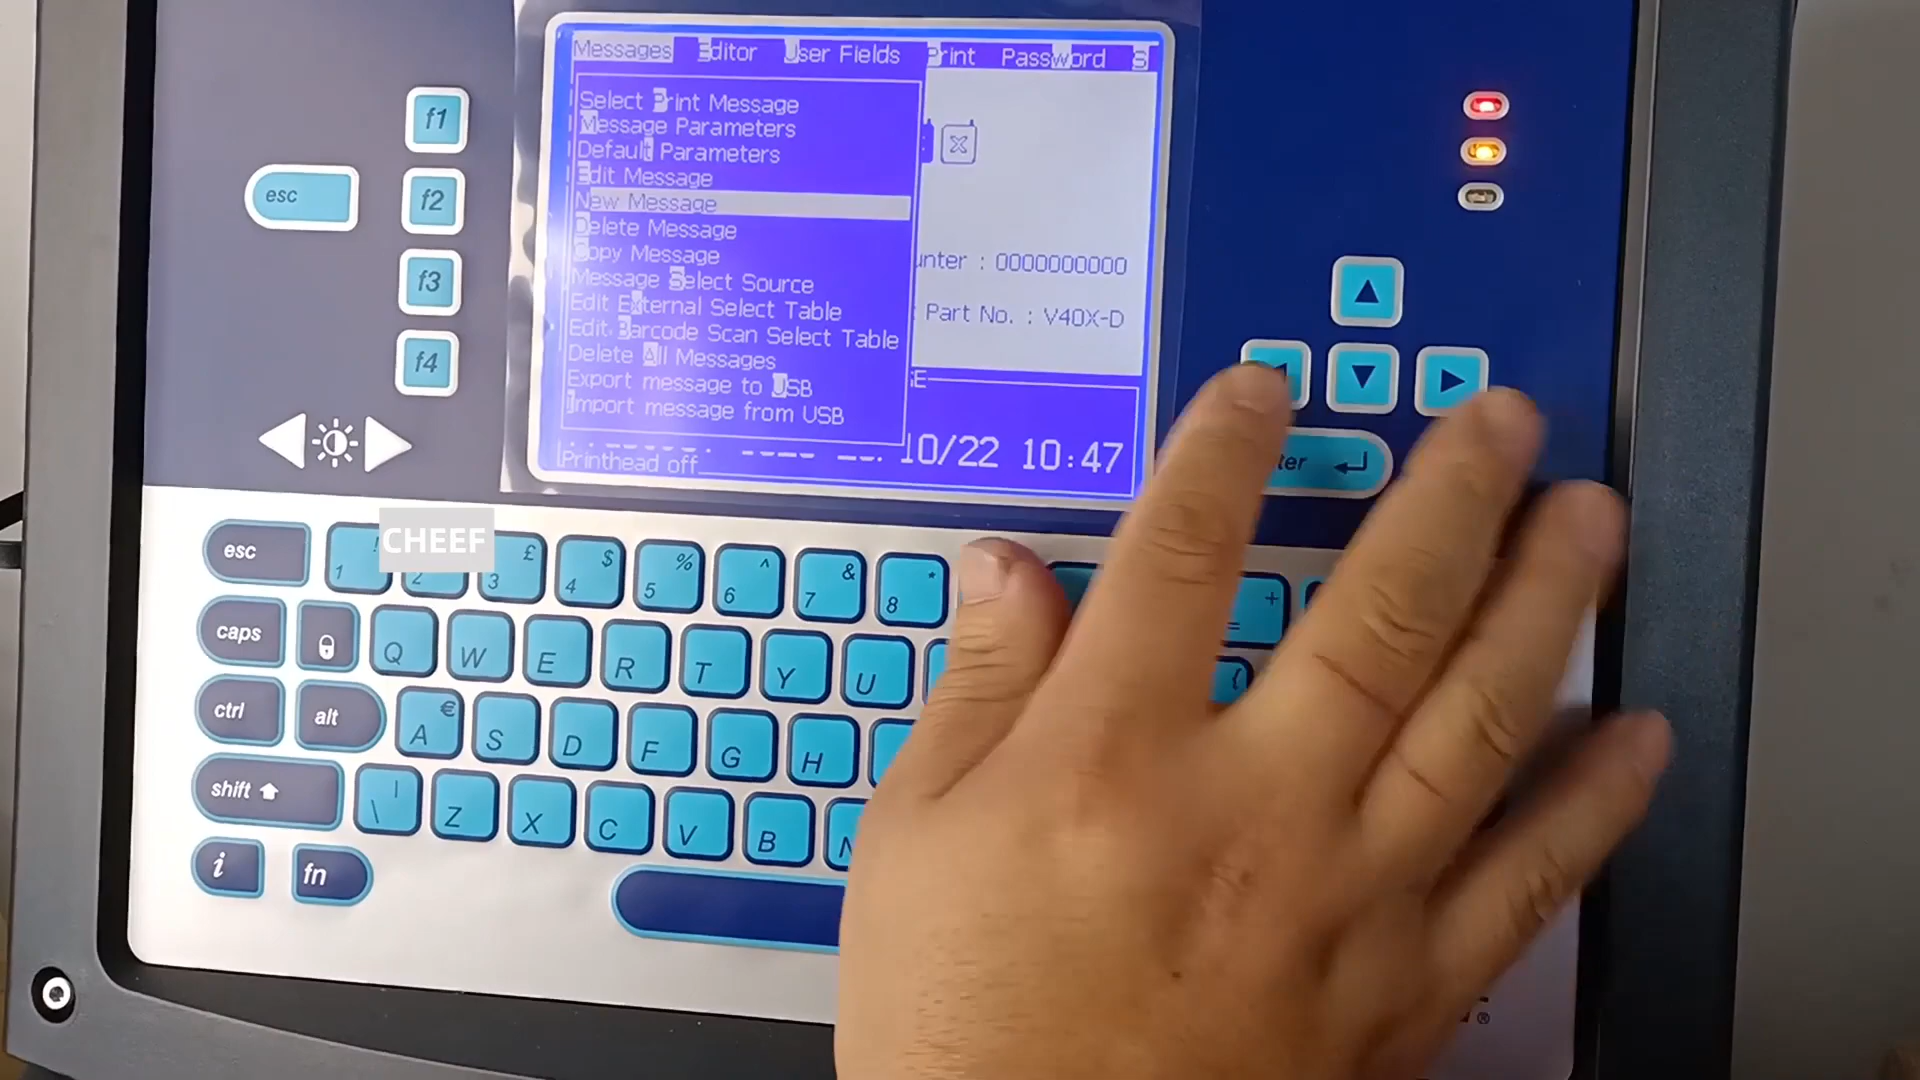 Messages Editor User Fields Print Password S
Select Print Message
Message Parameters
Default Parameters
Edit Message
New Message
Delete Message
Copy Message
Message Select Source
Edit External Select Table
Edit Barcode Scan Select Table
Delete All Messages
Export message to USB
Import message from USB
unter : 0000000000
Part No. : V40X-D
10/22 10:47
Printhead off
esc
f1
f2
f3
f4
ter
CHEEF
esc ! 1 2 £ 3 $ 4 % 5 ^ 6 & 7 * 8 + =
caps Q W E R T Y U {
ctrl alt € A S D F G H
shift | \ Z X C V B N
i fn
®